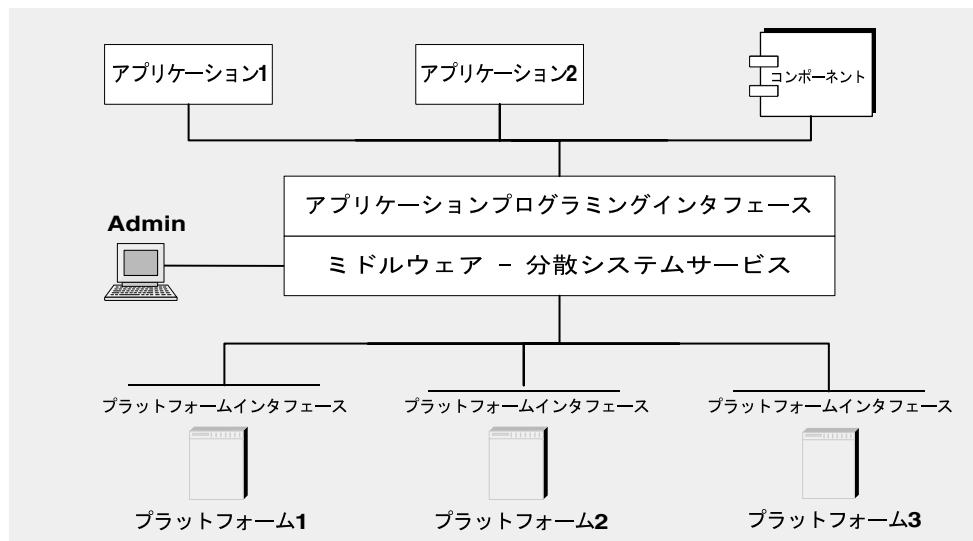 アプリケーション1
アプリケーション2
コンポーネント
アプリケーションプログラミングインタフェース
Admin
ミドルウェア － 分散システムサービス
プラットフォームインタフェース
プラットフォームインタフェース
プラットフォームインタフェース
プラットフォーム1
プラットフォーム2
プラットフォーム3